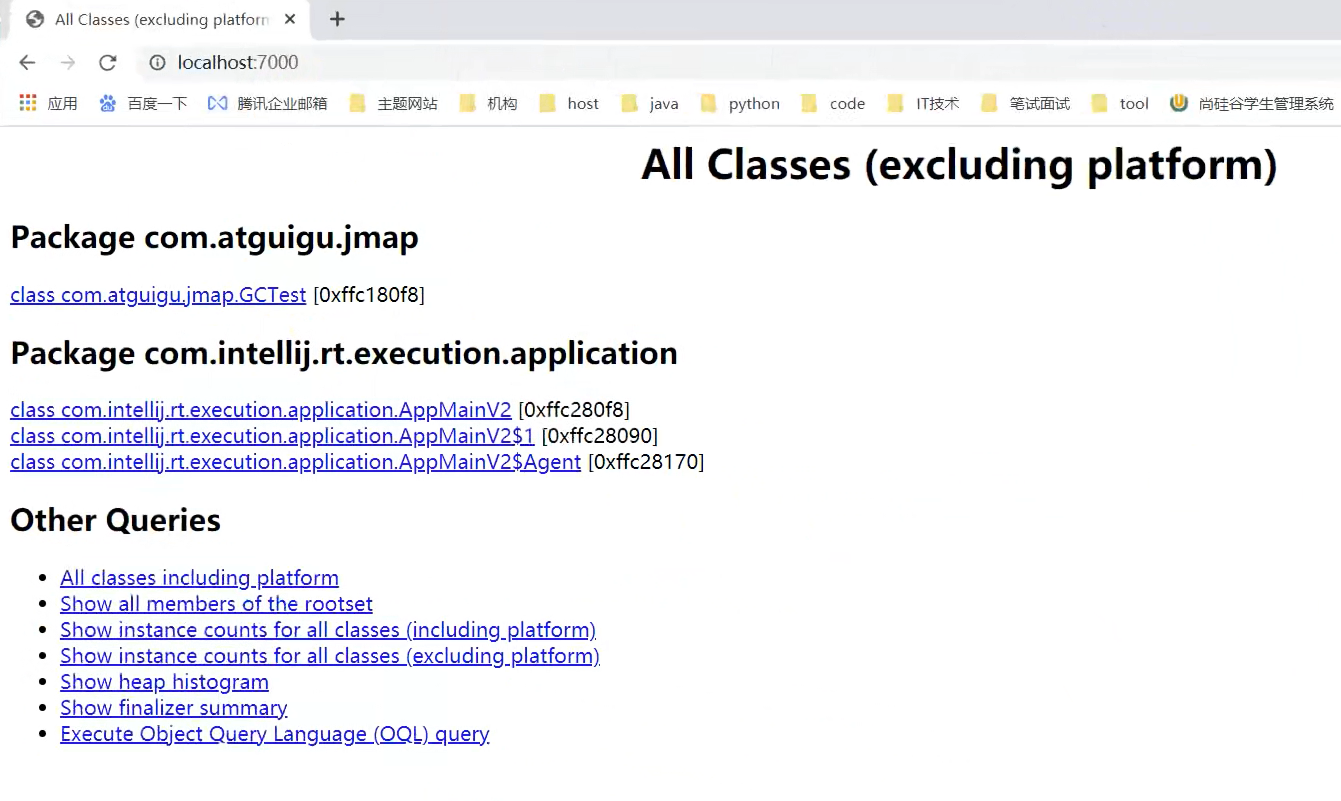 All Classes (excluding platforn
localhost:7000
应用 百度一下 腾讯企业邮箱 主题网站 机构 host java python code IT技术 笔试面试 tool 尚硅谷学生管理系统
All Classes (excluding platform)
Package com.atguigu.jmap
class com.atguigu.jmap.GCTest [0xffc180f8]
Package com.intellij.rt.execution.application
class com.intellij.rt.execution.application.AppMainV2 [0xffc280f8]
class com.intellij.rt.execution.application.AppMainV2$1 [0xffc28090]
class com.intellij.rt.execution.application.AppMainV2$Agent [0xffc28170]
Other Queries
All classes including platform
Show all members of the rootset
Show instance counts for all classes (including platform)
Show instance counts for all classes (excluding platform)
Show heap histogram
Show finalizer summary
Execute Object Query Language (OQL) query